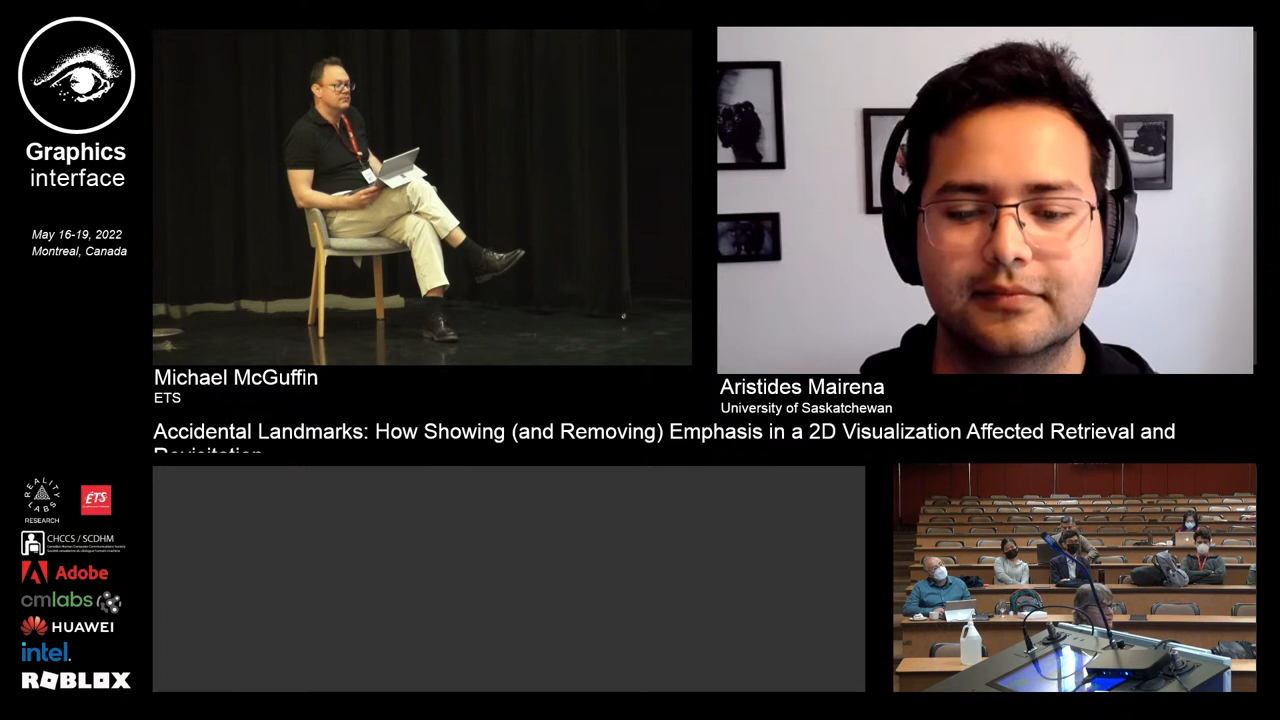 Graphics
interface
May 16-19, 2022
Montreal, Canada
Michael McGuffin
ETS
Aristides Mairena
University of Saskatchewan
Accidental Landmarks: How Showing (and Removing) Emphasis in a 2D Visualization Affected Retrieval and
Revisitation
REALITY LABS
RESEARCH
ÉTS
CHCCS / SCDHM
Adobe
cmlabs
HUAWEI
intel.
ROBLOX